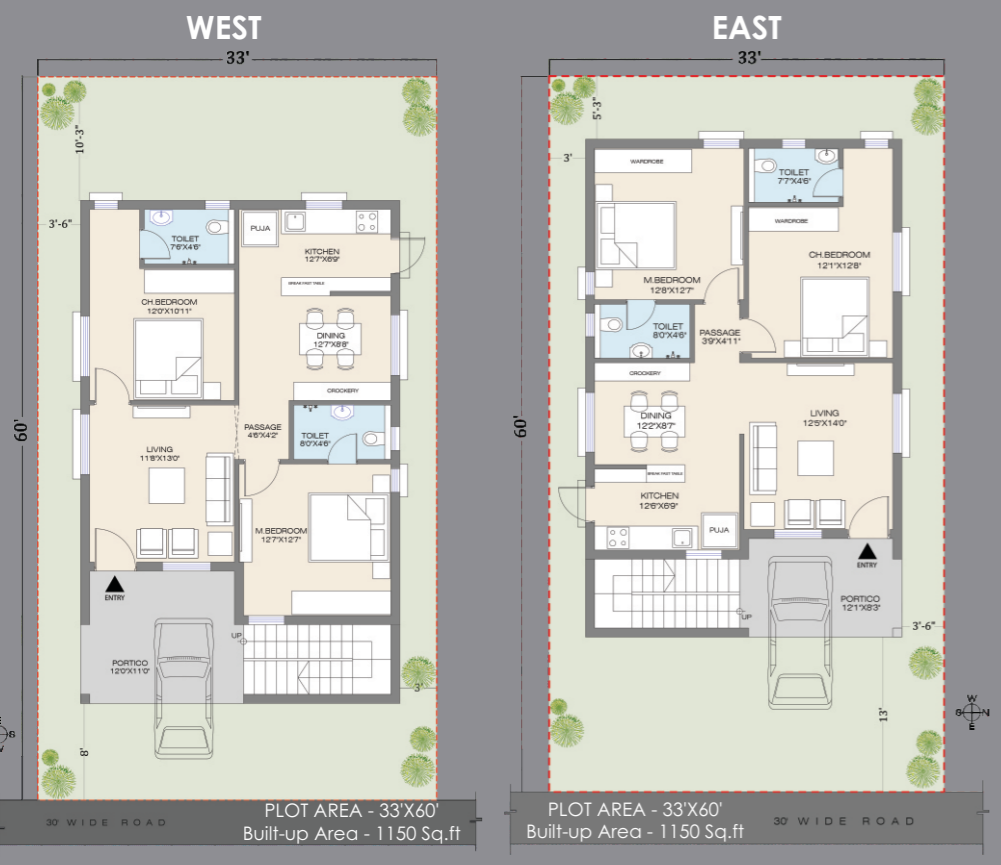 WEST
33'
10'-3"
3'-6"
60'
TOILET
7'6"X4'6"
PUJA
KITCHEN
12'7"X6'9"
BREAK FAST TABLE
CH.BEDROOM
12'0"X10'11"
DINING
12'7"X8'8"
CROCKERY
PASSAGE
4'6"X4'2"
TOILET
8'0"X4'6"
LIVING
11'8"X13'0"
M.BEDROOM
12'7"X12'7"
ENTRY
UP
PORTICO
12'0"X11'0"
3'
8'
30' WIDE ROAD
PLOT AREA - 33'X60'
Built-up Area - 1150 Sq.ft
EAST
33'
5'-3"
3'
60'
WARDROBE
TOILET
7'7"X4'6"
WARDROBE
CH.BEDROOM
12'1"X12'8"
M.BEDROOM
12'8"X12'7"
TOILET
8'0"X4'6"
PASSAGE
3'9"X4'11"
CROCKERY
DINING
12'2"X8'7"
LIVING
12'5"X14'0"
BREAK FAST TABLE
KITCHEN
12'6"X6'9"
PUJA
ENTRY
UP
PORTICO
12'1"X8'3"
3'-6"
13'
W
S N
E
PLOT AREA - 33'X60'
Built-up Area - 1150 Sq.ft
30' WIDE ROAD